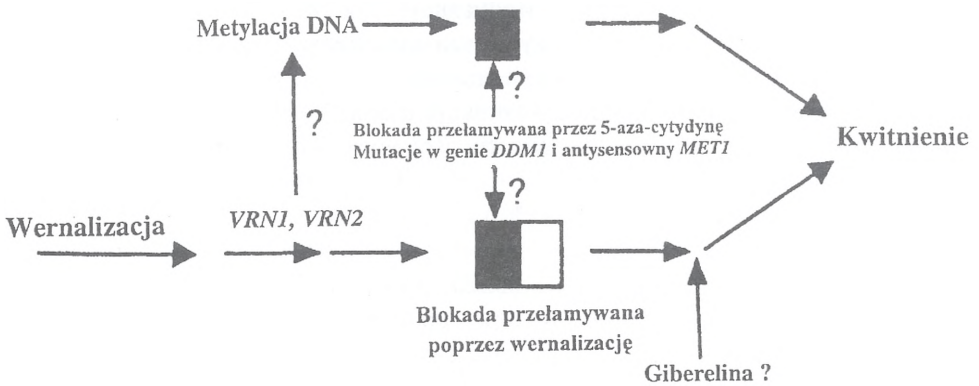 Metylacja DNA
?
?
Blokada przełamywana przez 5-aza-cytydynę
Mutacje w genie DDM1 i antysensowny MET1
Kwitnienie
?
Wernalizacja
VRN1, VRN2
Blokada przełamywana
poprzez wernalizację
Giberelina ?